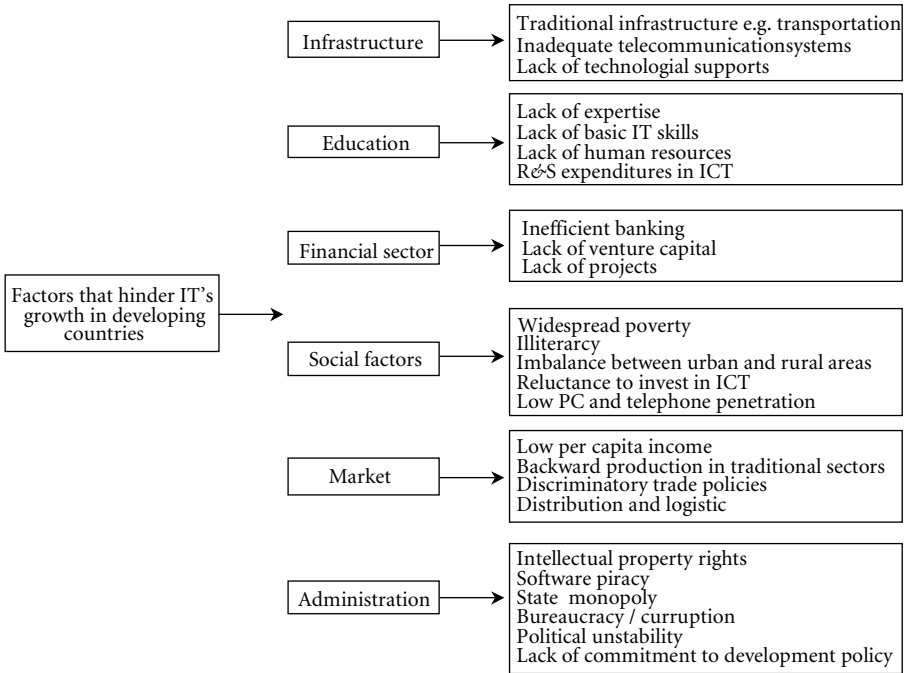 Factors that hinder IT's
growth in developing
countries
Infrastructure
Traditional infrastructure e.g. transportation
Inadequate telecommunicationsystems
Lack of technologial supports
Education
Lack of expertise
Lack of basic IT skills
Lack of human resources
R&S expenditures in ICT
Financial sector
Inefficient banking
Lack of venture capital
Lack of projects
Social factors
Widespread poverty
Illiterarcy
Imbalance between urban and rural areas
Reluctance to invest in ICT
Low PC and telephone penetration
Market
Low per capita income
Backward production in traditional sectors
Discriminatory trade policies
Distribution and logistic
Administration
Intellectual property rights
Software piracy
State monopoly
Bureaucracy / curruption
Political unstability
Lack of commitment to development policy